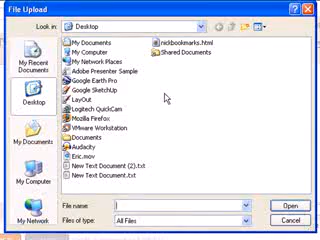 File Upload
Look in: Desktop
My Recent Documents
Desktop
My Documents
My Computer
My Network
My Documents
My Computer
My Network Places
Adobe Presenter Sample
Google Earth Pro
Google SketchUp
LayOut
Logitech QuickCam
Mozilla Firefox
VMware Workstation
Documents
Audacity
Eric.mov
New Text Document (2).txt
New Text Document.txt
nickbookmarks.html
Shared Documents
File name:
Open
Files of type: All Files
Cancel